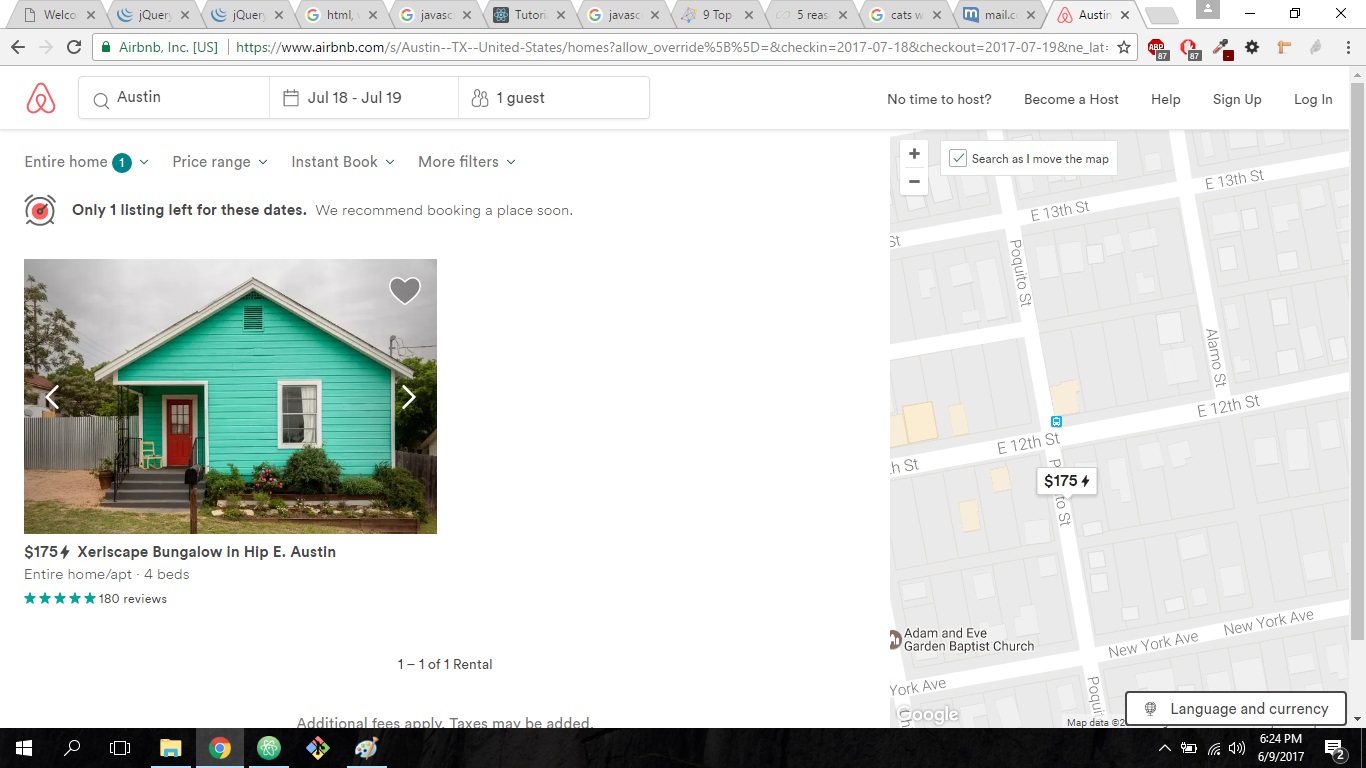 Welco
jQuery
jQuery
html,
javasc
Tutori
javasc
9 Top
5 reas
cats w
mail.c
Austin
Airbnb, Inc. [US]
https://www.airbnb.com/s/Austin--TX--United-States/homes?allow_override%5B%5D=&checkin=2017-07-18&checkout=2017-07-19&ne_lat
ABP
87
87
Austin
Jul 18 - Jul 19
1 guest
No time to host?
Become a Host
Help
Sign Up
Log In
Entire home 1
Price range
Instant Book
More filters
Only 1 listing left for these dates. We recommend booking a place soon.
$175 Xeriscape Bungalow in Hip E. Austin
Entire home/apt · 4 beds
180 reviews
1 – 1 of 1 Rental
Additional fees apply. Taxes may be added.
+
−
Search as I move the map
E 13th St
E 13th St
St
Poquito St
Alamo St
E 12th St
E 12th St
h St
$175
to St
Adam and Eve
Garden Baptist Church
New York Ave
New York Ave
York Ave
Poqu
Google
Map data ©2
Language and currency
6:24 PM
6/9/2017
2